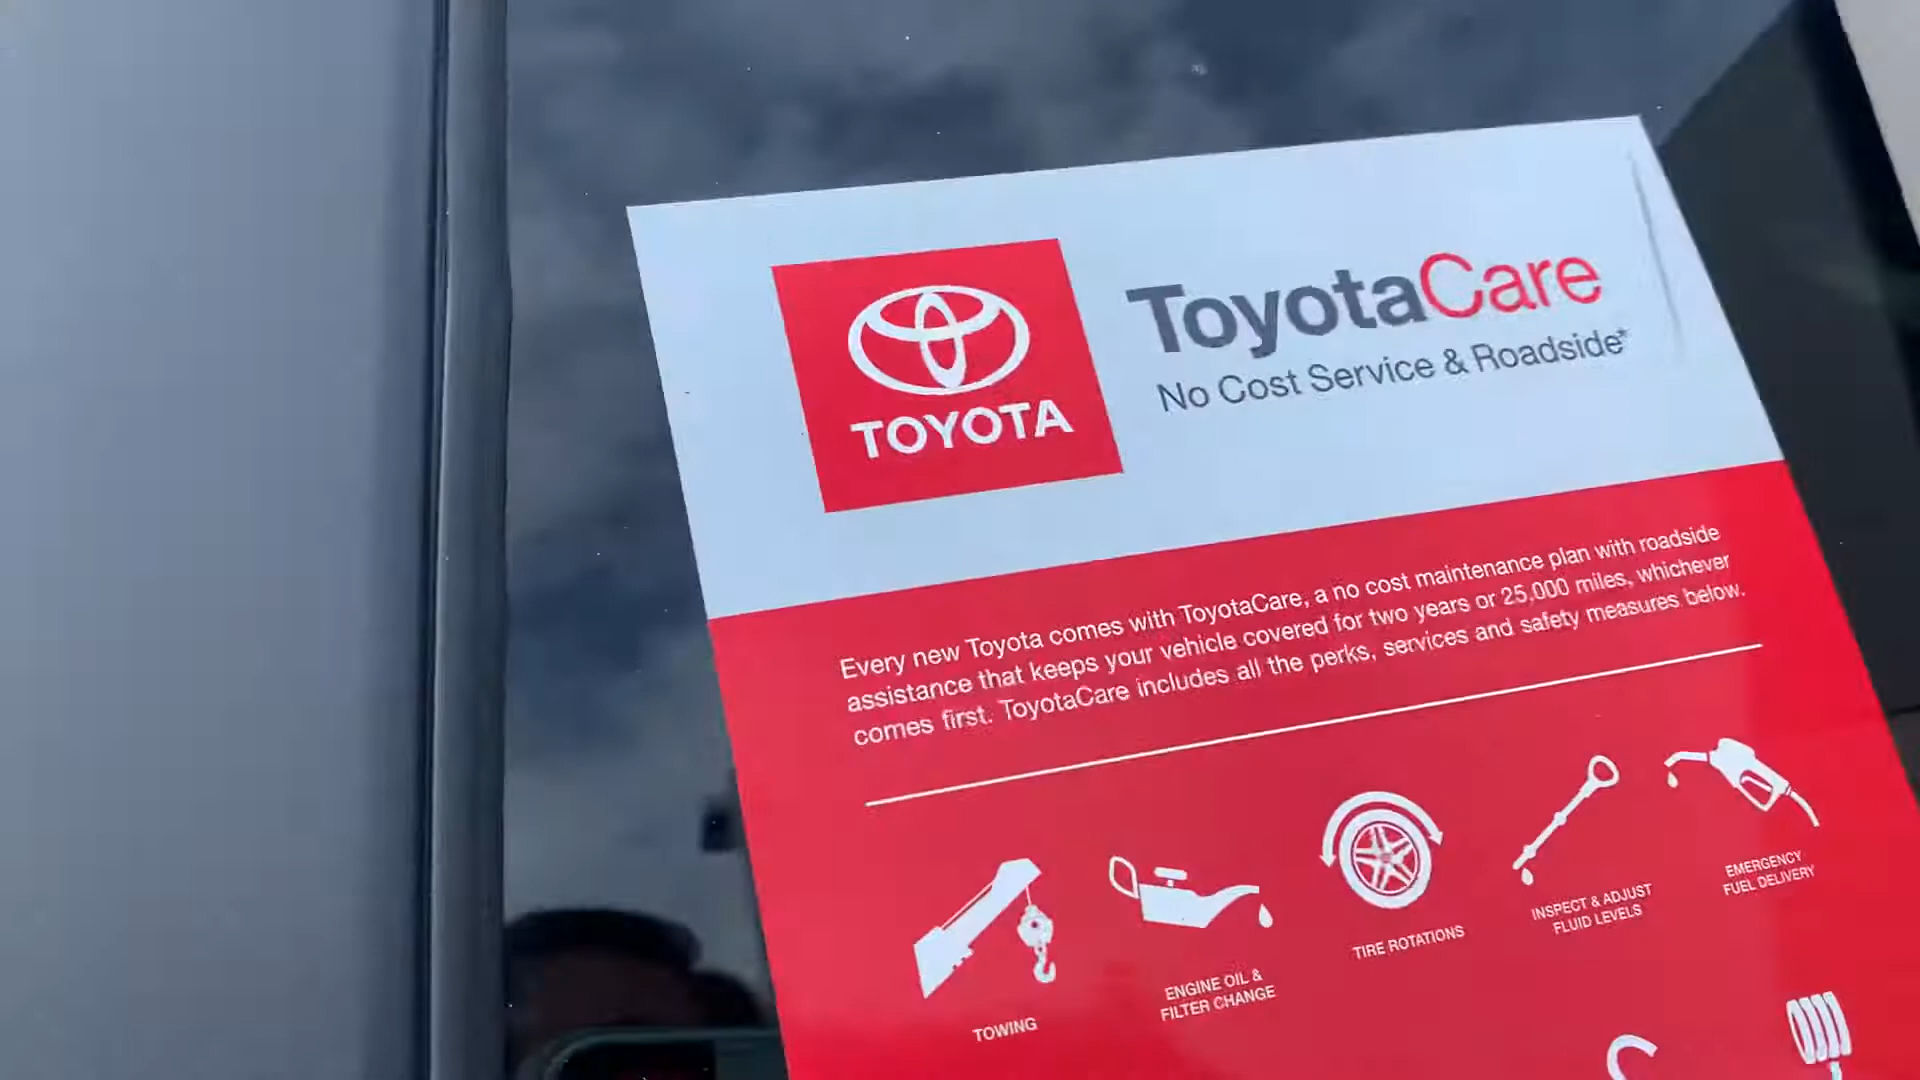 TOYOTA
ToyotaCare
No Cost Service & Roadside*
Every new Toyota comes with ToyotaCare, a no cost maintenance plan with roadside
assistance that keeps your vehicle covered for two years or 25,000 miles, whichever
comes first. ToyotaCare includes all the perks, services and safety measures below.
TOWING
ENGINE OIL &
FILTER CHANGE
TIRE ROTATIONS
INSPECT & ADJUST
FLUID LEVELS
EMERGENCY
FUEL DELIVERY